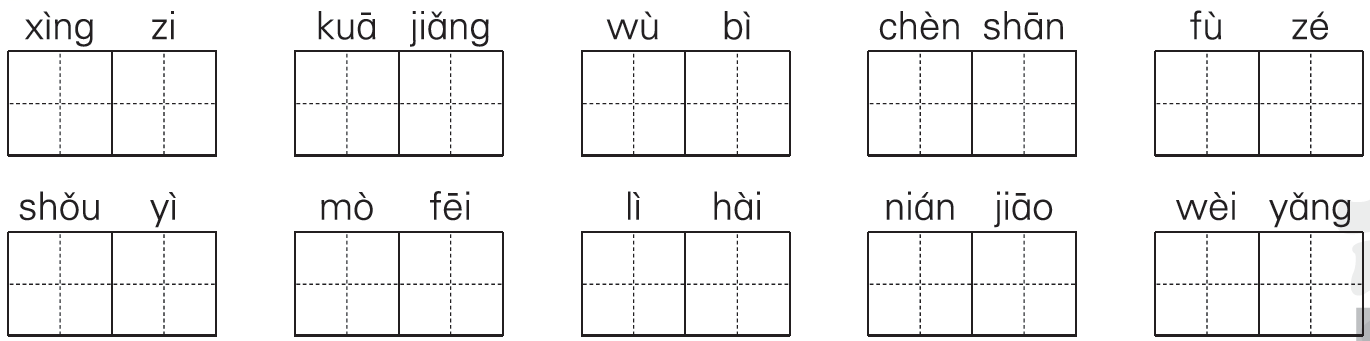 xìng zi kuā jiǎng wù bì chèn shān fù zé
shǒu yì mò fēi lì hài nián jiāo wèi yǎng